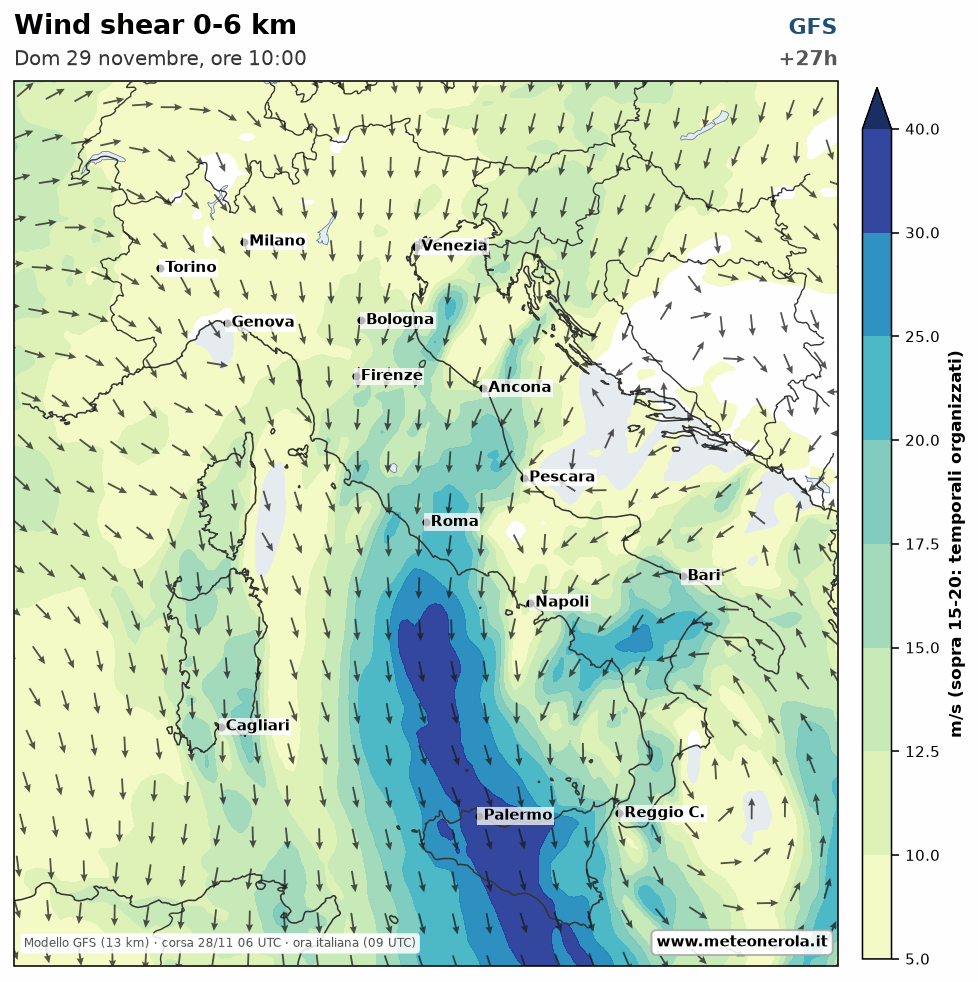 Wind shear 0-6 km
GFS
Dom 29 novembre, ore 10:00
+27h
Milano
Venezia
Torino
Genova
Bologna
Firenze
Ancona
Pescara
Roma
Bari
Napoli
Cagliari
Palermo
Reggio C.
Modello GFS (13 km) · corsa 28/11 06 UTC · ora italiana (09 UTC)
www.meteonerola.it
40.0
30.0
25.0
20.0
17.5
15.0
12.5
10.0
5.0
m/s (sopra 15-20: temporali organizzati)